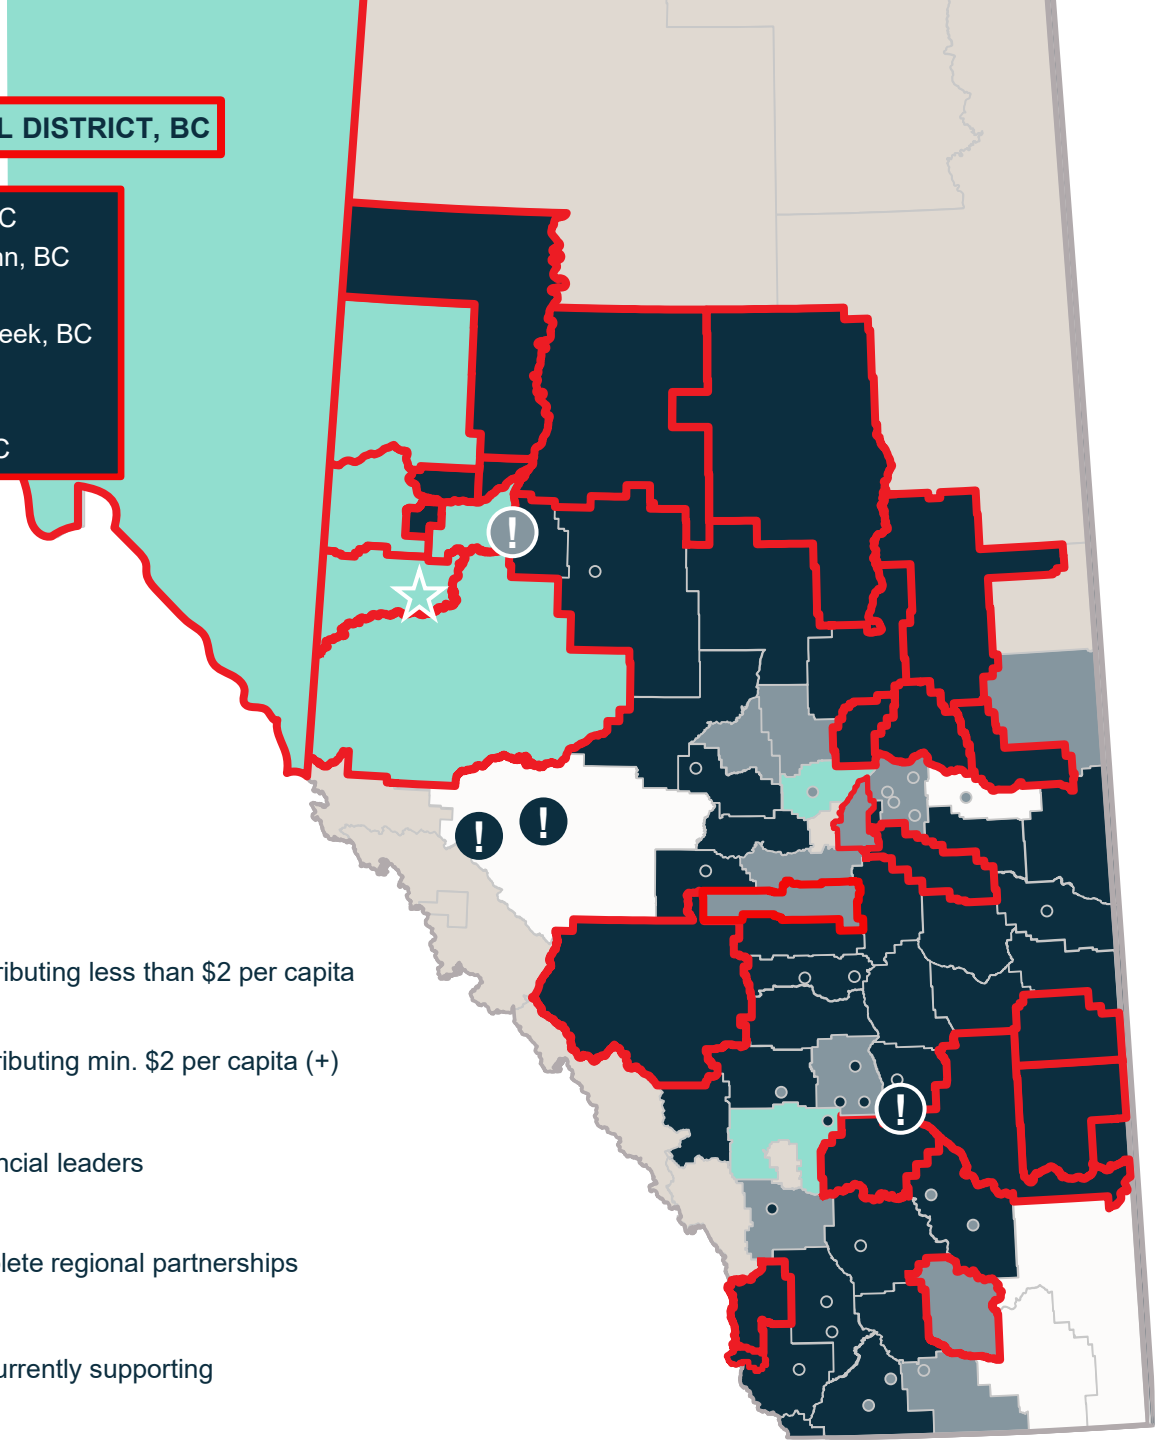 L DISTRICT, BC
C
nn, BC
eek, BC
C
!
!
!
ributing less than $2 per capita
ributing min. $2 per capita (+)
!
ncial leaders
lete regional partnerships
urrently supporting